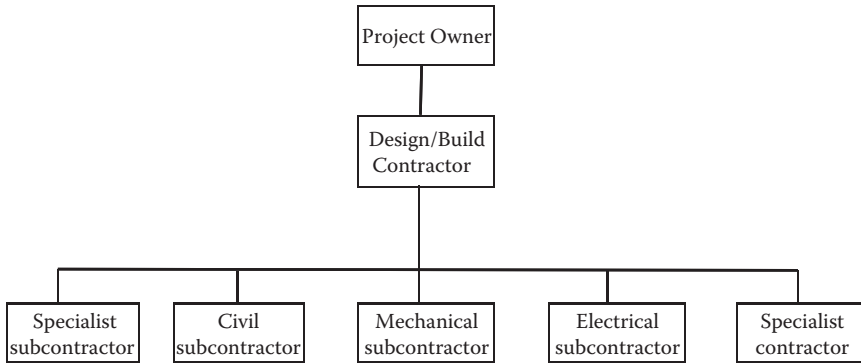 Project Owner
Design/Build
Contractor
Specialist
subcontractor
Civil
subcontractor
Mechanical
subcontractor
Electrical
subcontractor
Specialist
contractor